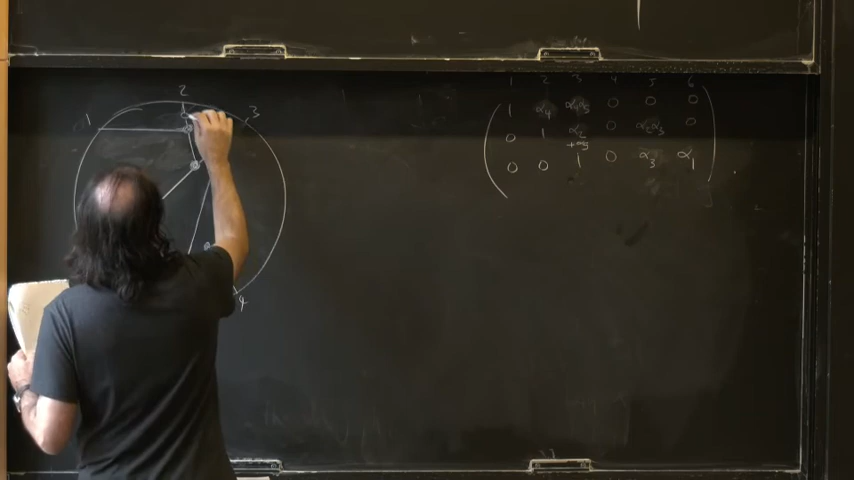 2
1
3
4
1 2 3 4 5 6
1 α₄ α₄α₅ 0 0 0
0 1 α₂+α₅ 0 α₂α₃ 0
0 0 1 0 α₃ α₁